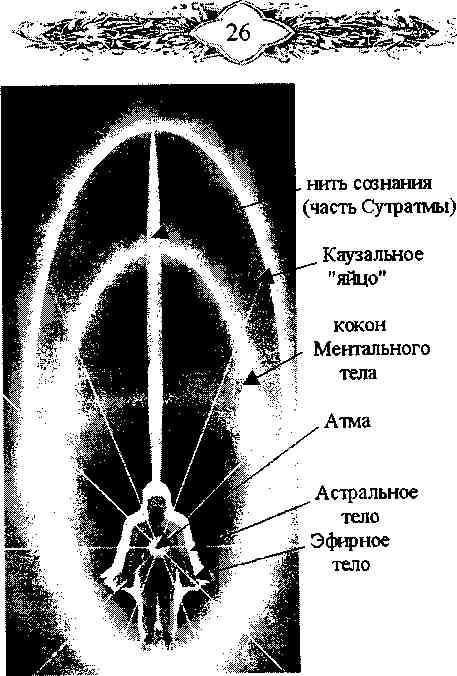 26
нить сознания
(часть Сутратмы)
Каузальное
"яйцо"
кокон
Ментального
тела
Атма
Астральное
тело
Эфирное
тело